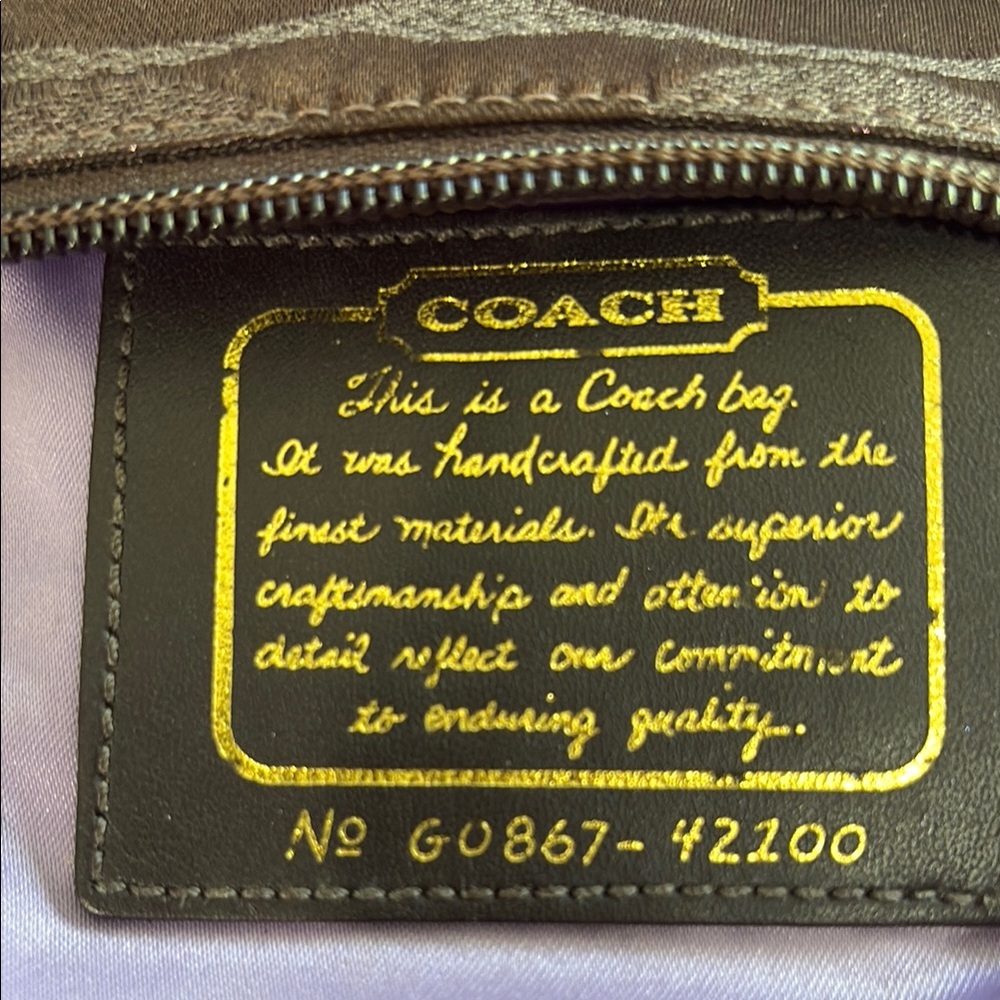 COACH
This is a Coach bag.
It was handcrafted from the
finest materials. Its superior
craftsmanship and attention to
detail reflect our commitment
to enduring quality.
No G0867-42100